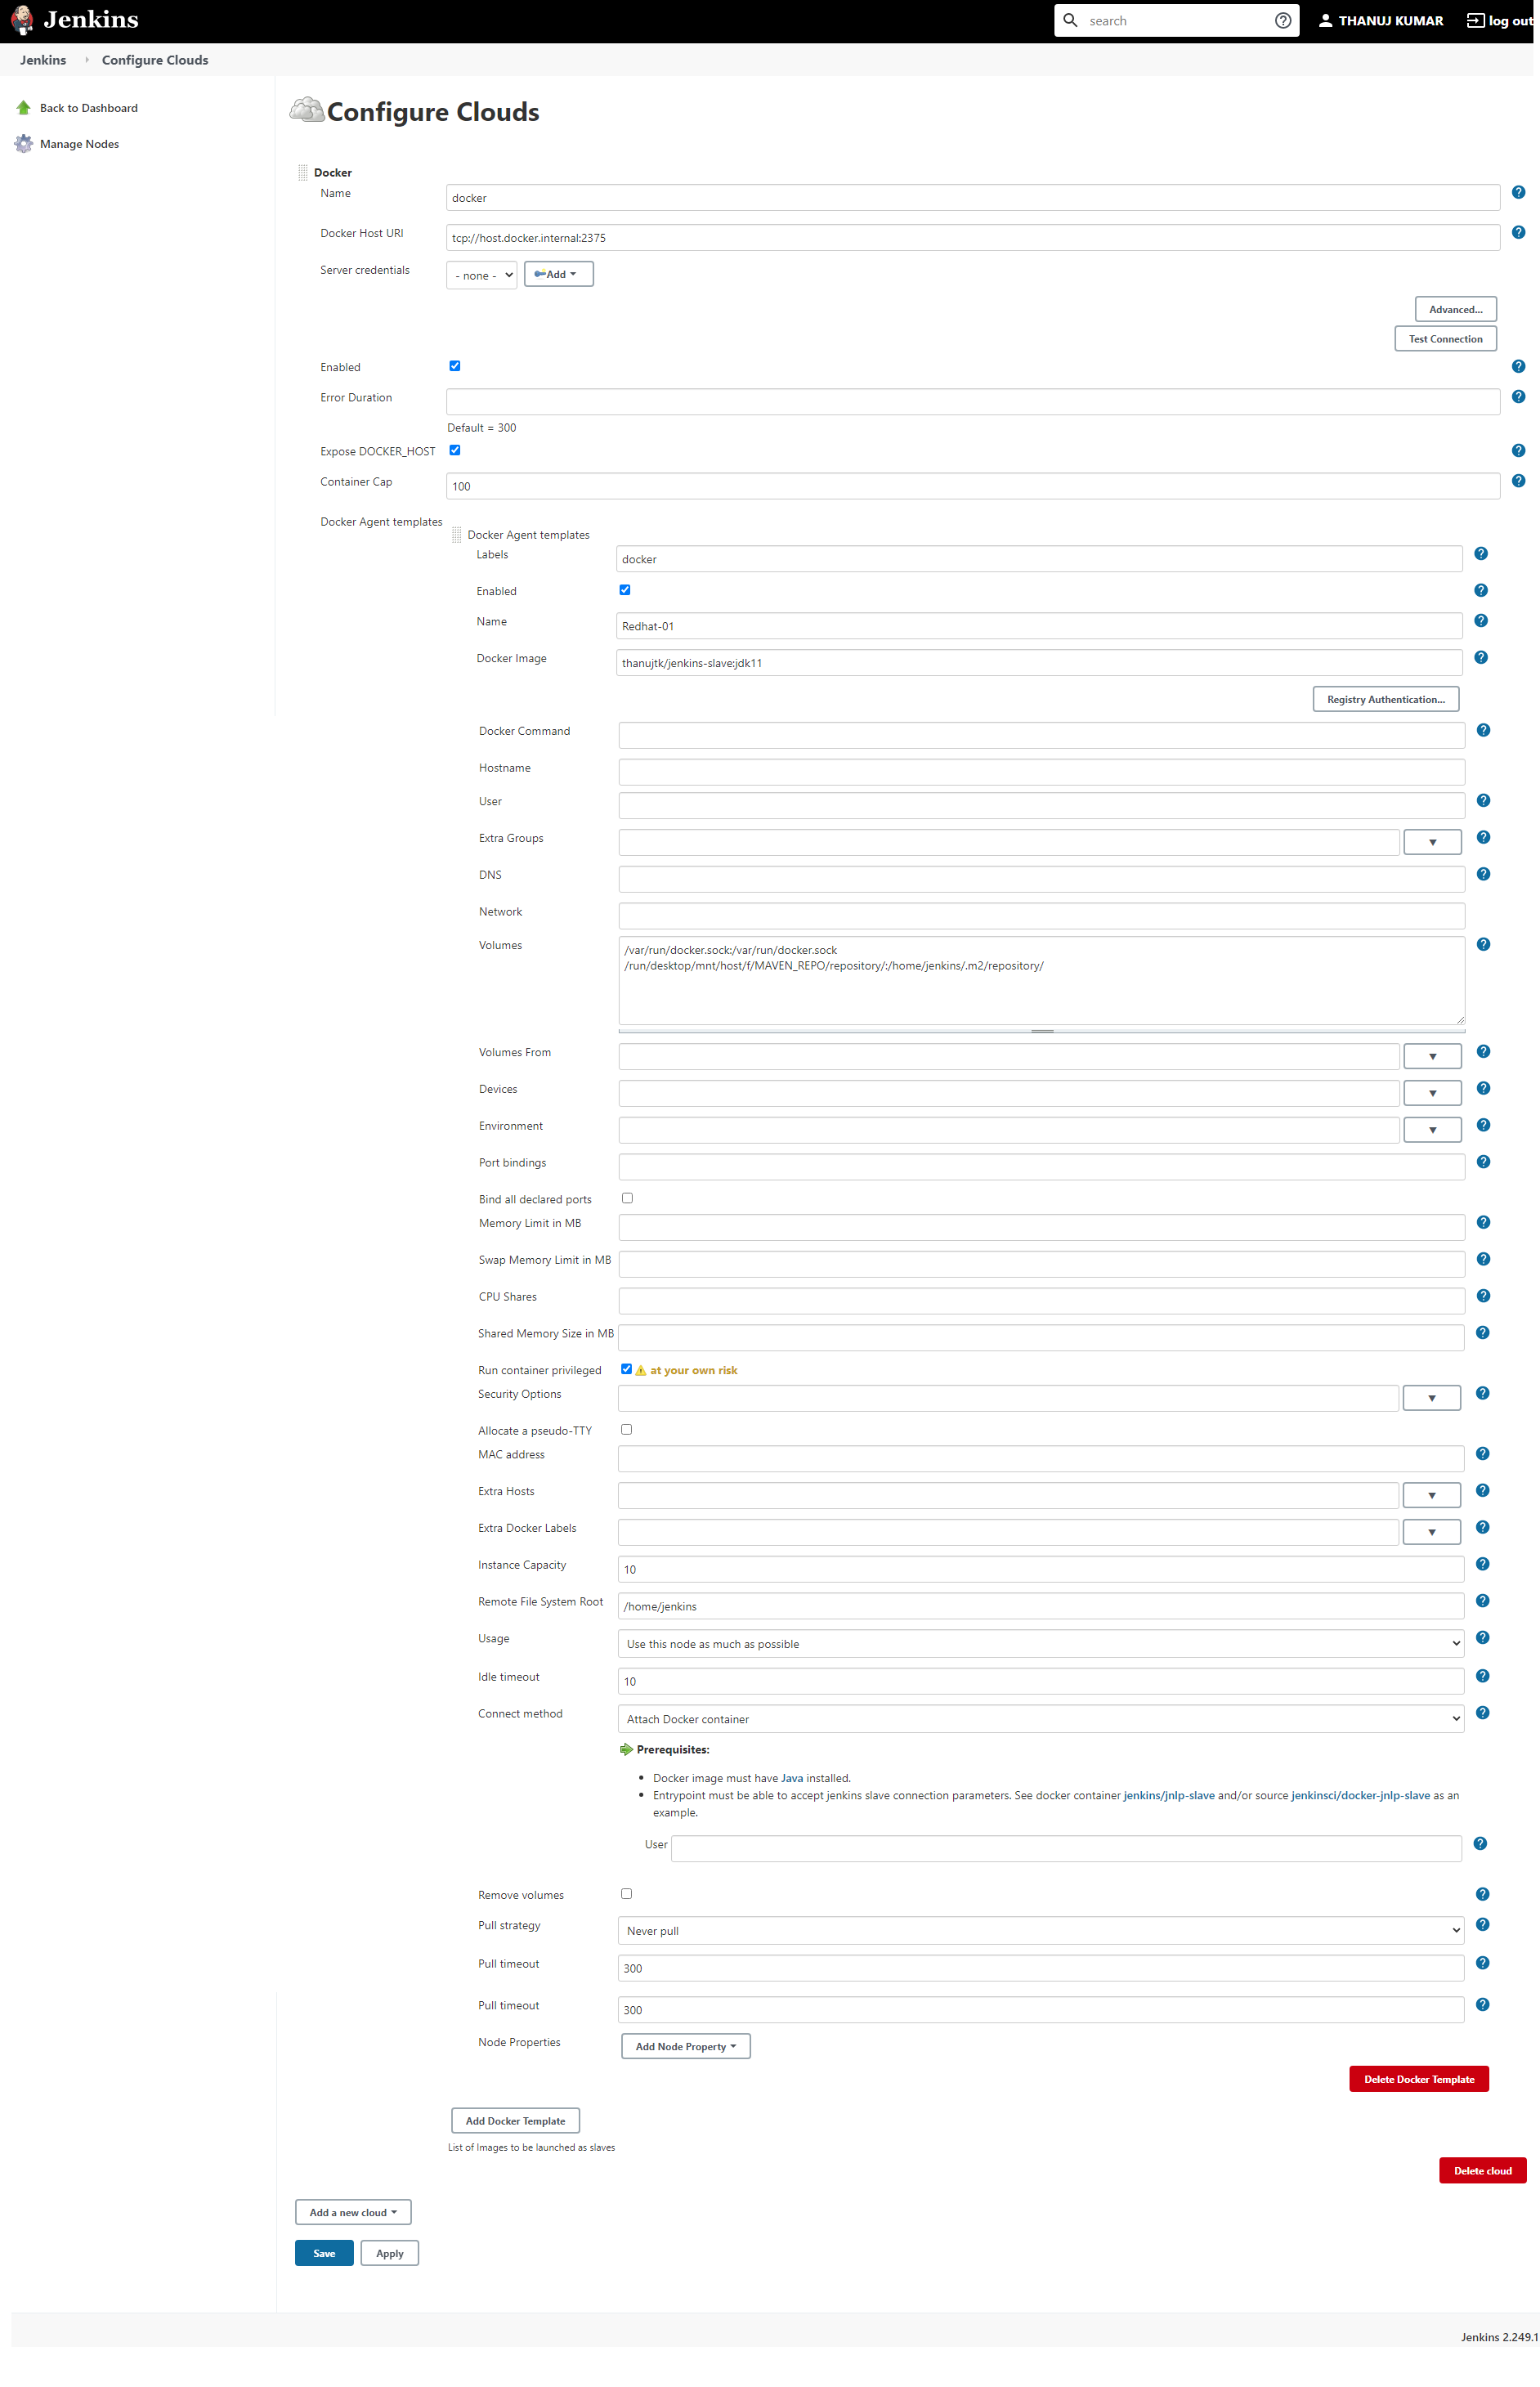 Jenkins
search
THANUJ KUMAR
log out
Jenkins
Configure Clouds
Back to Dashboard
Manage Nodes
Configure Clouds
Docker
Name
docker
Docker Host URI
tcp://host.docker.internal:2375
Server credentials
- none -
Add
Advanced...
Test Connection
Enabled
Error Duration
Default = 300
Expose DOCKER_HOST
Container Cap
100
Docker Agent templates
Docker Agent templates
Labels
docker
Enabled
Name
Redhat-01
Docker Image
thanujtk/jenkins-slave:jdk11
Registry Authentication...
Docker Command
Hostname
User
Extra Groups
DNS
Network
Volumes
/var/run/docker.sock:/var/run/docker.sock
/run/desktop/mnt/host/f/MAVEN_REPO/repository/:/home/jenkins/.m2/repository/
Volumes From
Devices
Environment
Port bindings
Bind all declared ports
Memory Limit in MB
Swap Memory Limit in MB
CPU Shares
Shared Memory Size in MB
Run container privileged
at your own risk
Security Options
Allocate a pseudo-TTY
MAC address
Extra Hosts
Extra Docker Labels
Instance Capacity
10
Remote File System Root
/home/jenkins
Usage
Use this node as much as possible
Idle timeout
10
Connect method
Attach Docker container
Prerequisites:
• Docker image must have Java installed.
• Entrypoint must be able to accept jenkins slave connection parameters. See docker container jenkins/jnlp-slave and/or source jenkinsci/docker-jnlp-slave as an
example.
User
Remove volumes
Pull strategy
Never pull
Pull timeout
300
Pull timeout
300
Node Properties
Add Node Property
Delete Docker Template
Add Docker Template
List of Images to be launched as slaves
Delete cloud
Add a new cloud
Save
Apply
Jenkins 2.249.1